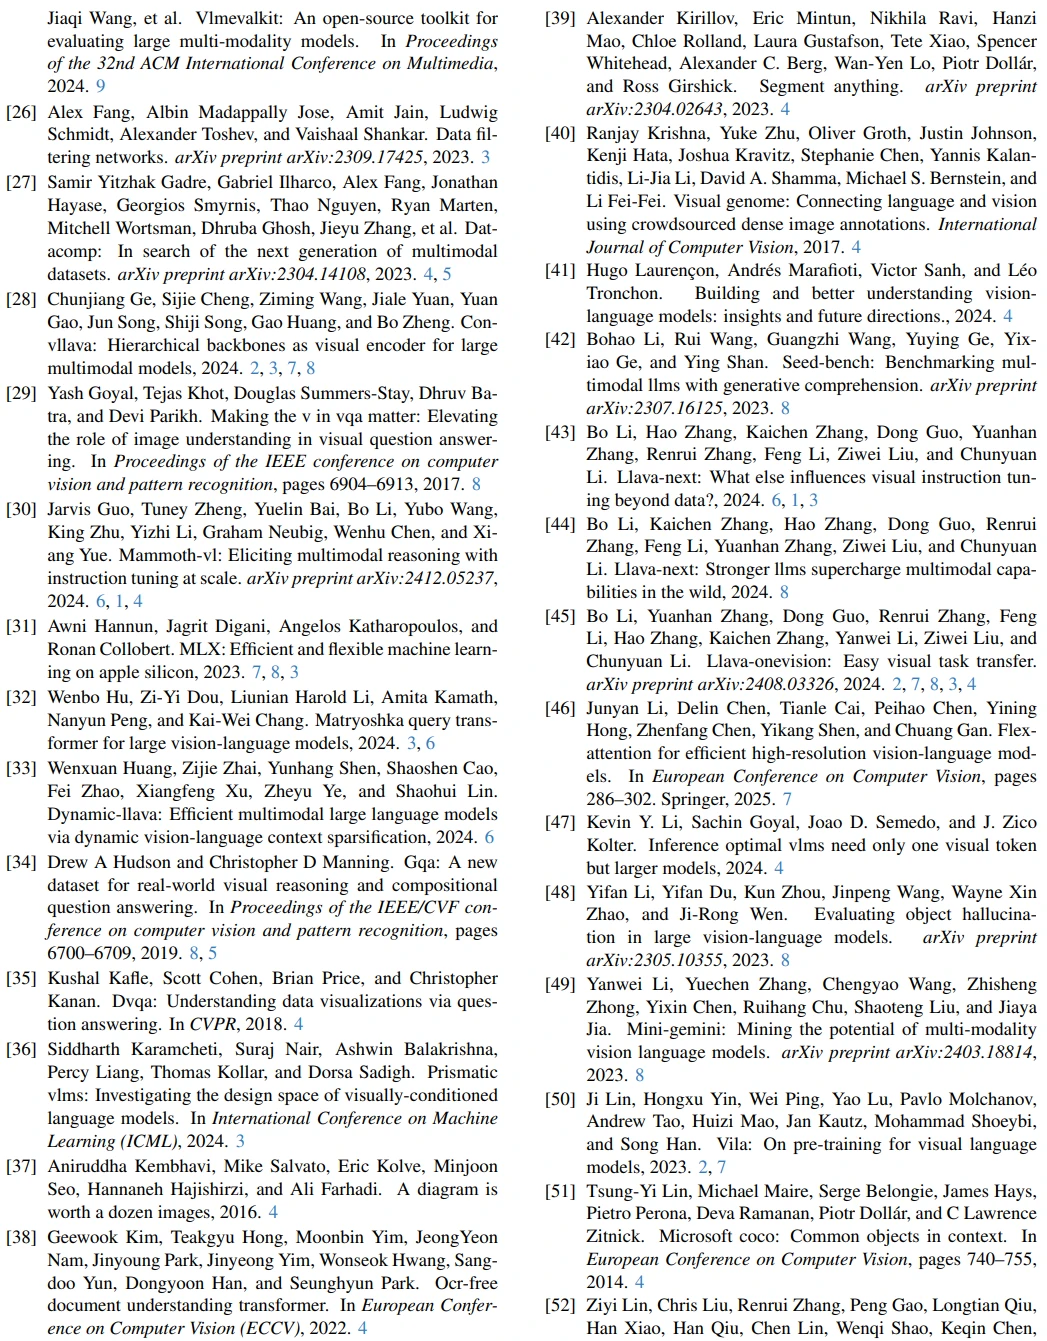 Jiaqi Wang, et al. Vlmevalkit: An open-source toolkit for
evaluating large multi-modality models. In Proceedings
of the 32nd ACM International Conference on Multimedia,
2024. 9
[26] Alex Fang, Albin Madappally Jose, Amit Jain, Ludwig
Schmidt, Alexander Toshev, and Vaishaal Shankar. Data fil-
tering networks. arXiv preprint arXiv:2309.17425, 2023. 3
[27] Samir Yitzhak Gadre, Gabriel Ilharco, Alex Fang, Jonathan
Hayase, Georgios Smyrnis, Thao Nguyen, Ryan Marten,
Mitchell Wortsman, Dhruba Ghosh, Jieyu Zhang, et al. Dat-
acomp: In search of the next generation of multimodal
datasets. arXiv preprint arXiv:2304.14108, 2023. 4, 5
[28] Chunjiang Ge, Sijie Cheng, Ziming Wang, Jiale Yuan, Yuan
Gao, Jun Song, Shiji Song, Gao Huang, and Bo Zheng. Con-
vllava: Hierarchical backbones as visual encoder for large
multimodal models, 2024. 2, 3, 7, 8
[29] Yash Goyal, Tejas Khot, Douglas Summers-Stay, Dhruv Ba-
tra, and Devi Parikh. Making the v in vqa matter: Elevating
the role of image understanding in visual question answer-
ing. In Proceedings of the IEEE conference on computer
vision and pattern recognition, pages 6904–6913, 2017. 8
[30] Jarvis Guo, Tuney Zheng, Yuelin Bai, Bo Li, Yubo Wang,
King Zhu, Yizhi Li, Graham Neubig, Wenhu Chen, and Xi-
ang Yue. Mammoth-vl: Eliciting multimodal reasoning with
instruction tuning at scale. arXiv preprint arXiv:2412.05237,
2024. 6, 1, 4
[31] Awni Hannun, Jagrit Digani, Angelos Katharopoulos, and
Ronan Collobert. MLX: Efficient and flexible machine learn-
ing on apple silicon, 2023. 7, 8, 3
[32] Wenbo Hu, Zi-Yi Dou, Liunian Harold Li, Amita Kamath,
Nanyun Peng, and Kai-Wei Chang. Matryoshka query trans-
former for large vision-language models, 2024. 3, 6
[33] Wenxuan Huang, Zijie Zhai, Yunhang Shen, Shaoshen Cao,
Fei Zhao, Xiangfeng Xu, Zheyu Ye, and Shaohui Lin.
Dynamic-llava: Efficient multimodal large language models
via dynamic vision-language context sparsification, 2024. 6
[34] Drew A Hudson and Christopher D Manning. Gqa: A new
dataset for real-world visual reasoning and compositional
question answering. In Proceedings of the IEEE/CVF con-
ference on computer vision and pattern recognition, pages
6700–6709, 2019. 8, 5
[35] Kushal Kafle, Scott Cohen, Brian Price, and Christopher
Kanan. Dvqa: Understanding data visualizations via ques-
tion answering. In CVPR, 2018. 4
[36] Siddharth Karamcheti, Suraj Nair, Ashwin Balakrishna,
Percy Liang, Thomas Kollar, and Dorsa Sadigh. Prismatic
vlms: Investigating the design space of visually-conditioned
language models. In International Conference on Machine
Learning (ICML), 2024. 3
[37] Aniruddha Kembhavi, Mike Salvato, Eric Kolve, Minjoon
Seo, Hannaneh Hajishirzi, and Ali Farhadi. A diagram is
worth a dozen images, 2016. 4
[38] Geewook Kim, Teakgyu Hong, Moonbin Yim, JeongYeon
Nam, Jinyoung Park, Jinyeong Yim, Wonseok Hwang, Sang-
doo Yun, Dongyoon Han, and Seunghyun Park. Ocr-free
document understanding transformer. In European Confer-
ence on Computer Vision (ECCV), 2022. 4
[39] Alexander Kirillov, Eric Mintun, Nikhila Ravi, Hanzi
Mao, Chloe Rolland, Laura Gustafson, Tete Xiao, Spencer
Whitehead, Alexander C. Berg, Wan-Yen Lo, Piotr Dollár,
and Ross Girshick. Segment anything. arXiv preprint
arXiv:2304.02643, 2023. 4
[40] Ranjay Krishna, Yuke Zhu, Oliver Groth, Justin Johnson,
Kenji Hata, Joshua Kravitz, Stephanie Chen, Yannis Kalan-
tidis, Li-Jia Li, David A. Shamma, Michael S. Bernstein, and
Li Fei-Fei. Visual genome: Connecting language and vision
using crowdsourced dense image annotations. International
Journal of Computer Vision, 2017. 4
[41] Hugo Laurençon, Andrés Marafioti, Victor Sanh, and Léo
Tronchon. Building and better understanding vision-
language models: insights and future directions., 2024. 4
[42] Bohao Li, Rui Wang, Guangzhi Wang, Yuying Ge, Yix-
iao Ge, and Ying Shan. Seed-bench: Benchmarking mul-
timodal llms with generative comprehension. arXiv preprint
arXiv:2307.16125, 2023. 8
[43] Bo Li, Hao Zhang, Kaichen Zhang, Dong Guo, Yuanhan
Zhang, Renrui Zhang, Feng Li, Ziwei Liu, and Chunyuan
Li. Llava-next: What else influences visual instruction tun-
ing beyond data?, 2024. 6, 1, 3
[44] Bo Li, Kaichen Zhang, Hao Zhang, Dong Guo, Renrui
Zhang, Feng Li, Yuanhan Zhang, Ziwei Liu, and Chunyuan
Li. Llava-next: Stronger llms supercharge multimodal capa-
bilities in the wild, 2024. 8
[45] Bo Li, Yuanhan Zhang, Dong Guo, Renrui Zhang, Feng
Li, Hao Zhang, Kaichen Zhang, Yanwei Li, Ziwei Liu, and
Chunyuan Li. Llava-onevision: Easy visual task transfer.
arXiv preprint arXiv:2408.03326, 2024. 2, 7, 8, 3, 4
[46] Junyan Li, Delin Chen, Tianle Cai, Peihao Chen, Yining
Hong, Zhenfang Chen, Yikang Shen, and Chuang Gan. Flex-
attention for efficient high-resolution vision-language mod-
els. In European Conference on Computer Vision, pages
286–302. Springer, 2025. 7
[47] Kevin Y. Li, Sachin Goyal, Joao D. Semedo, and J. Zico
Kolter. Inference optimal vlms need only one visual token
but larger models, 2024. 4
[48] Yifan Li, Yifan Du, Kun Zhou, Jinpeng Wang, Wayne Xin
Zhao, and Ji-Rong Wen. Evaluating object hallucina-
tion in large vision-language models. arXiv preprint
arXiv:2305.10355, 2023. 8
[49] Yanwei Li, Yuechen Zhang, Chengyao Wang, Zhisheng
Zhong, Yixin Chen, Ruihang Chu, Shaoteng Liu, and Jiaya
Jia. Mini-gemini: Mining the potential of multi-modality
vision language models. arXiv preprint arXiv:2403.18814,
2023. 8
[50] Ji Lin, Hongxu Yin, Wei Ping, Yao Lu, Pavlo Molchanov,
Andrew Tao, Huizi Mao, Jan Kautz, Mohammad Shoeybi,
and Song Han. Vila: On pre-training for visual language
models, 2023. 2, 7
[51] Tsung-Yi Lin, Michael Maire, Serge Belongie, James Hays,
Pietro Perona, Deva Ramanan, Piotr Dollár, and C Lawrence
Zitnick. Microsoft coco: Common objects in context. In
European Conference on Computer Vision, pages 740–755,
2014. 4
[52] Ziyi Lin, Chris Liu, Renrui Zhang, Peng Gao, Longtian Qiu,
Han Xiao, Han Qiu, Chen Lin, Wenqi Shao, Keqin Chen,